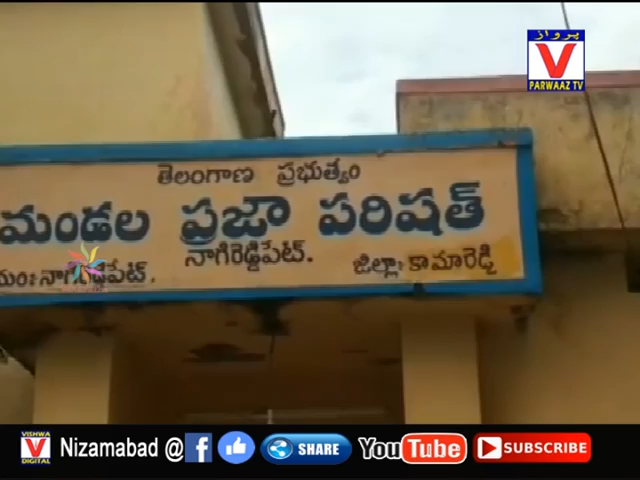 پرواز
V
PARWAAZ TV
తెలంగాణ ప్రభుత్వం
మండల ప్రజా పరిషత్
నాగిరెడ్డిపేట్.
మం: నాగిరెడ్డిపేట్. జిల్లా: కామారెడ్డి
VISHWA
V
DIGITAL
Nizamabad @ f SHARE YouTube SUBSCRIBE